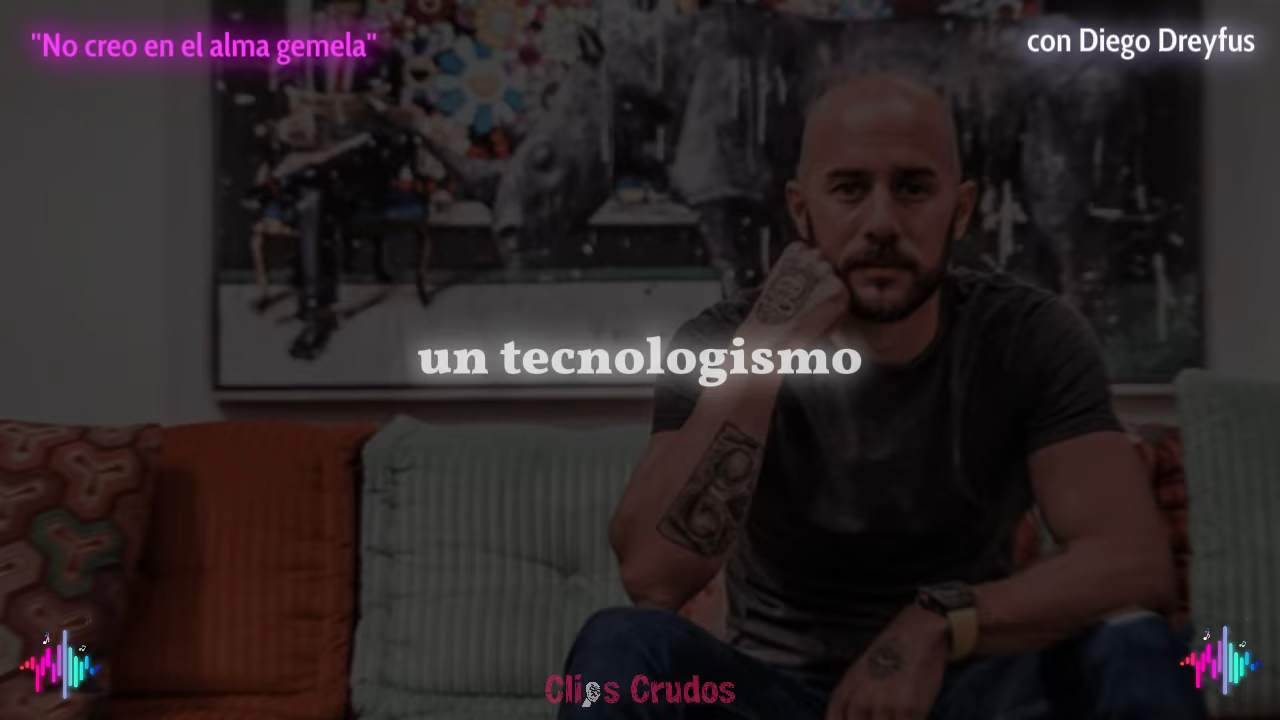 "No creo en el alma gemela"
con Diego Dreyfus
un tecnologismo
Clips Crudos